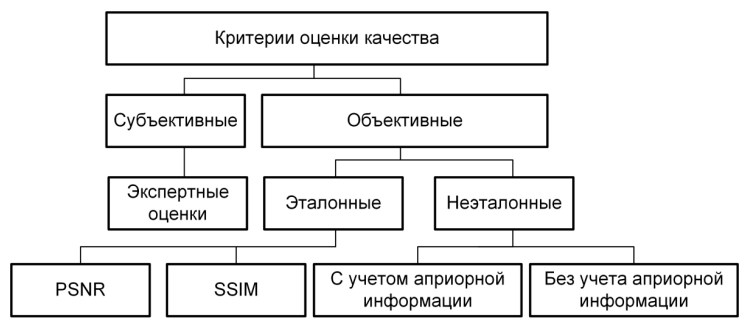 Критерии оценки качества
Субъективные
Объективные
Экспертные
оценки
Эталонные
Неэталонные
PSNR
SSIM
С учетом априорной
информации
Без учета априорной
информации